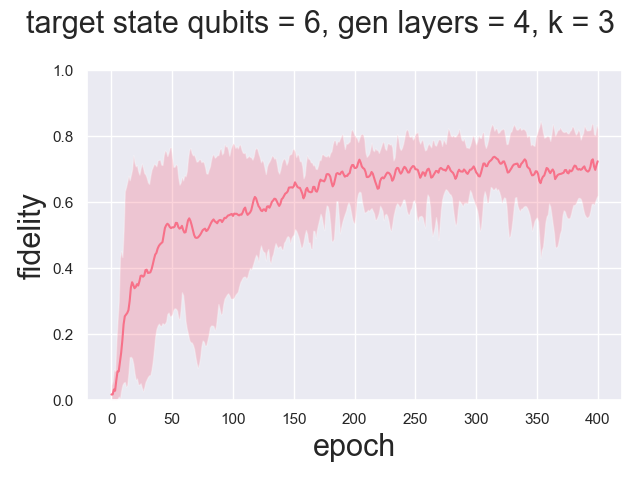 target state qubits = 6, gen layers = 4, k = 3
1.0
0.8
0.6
0.4
0.2
0.0
fidelity
0 50 100 150 200 250 300 350 400
epoch